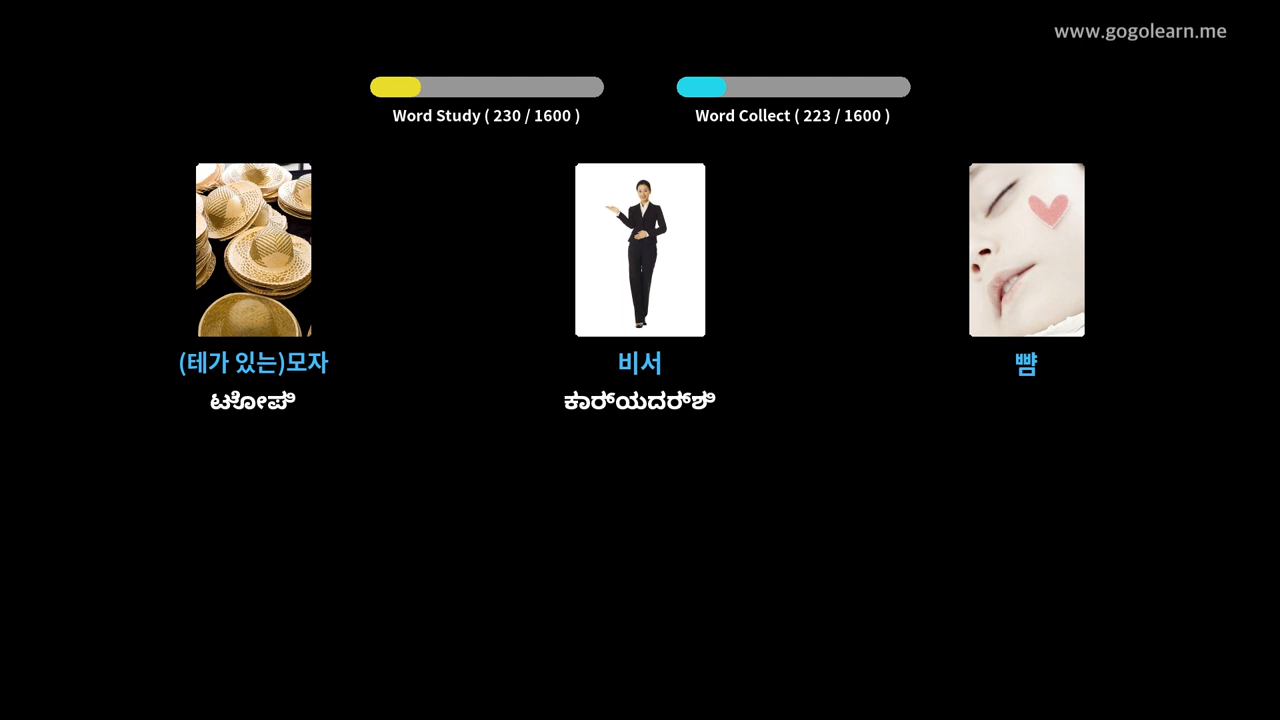 www.gogolearn.me
Word Study ( 230 / 1600 )
Word Collect ( 223 / 1600 )
(테가 있는)모자
비서
뺨
ಟೋಪಿ
ಕಾರ್ಯದರ್ಶಿ